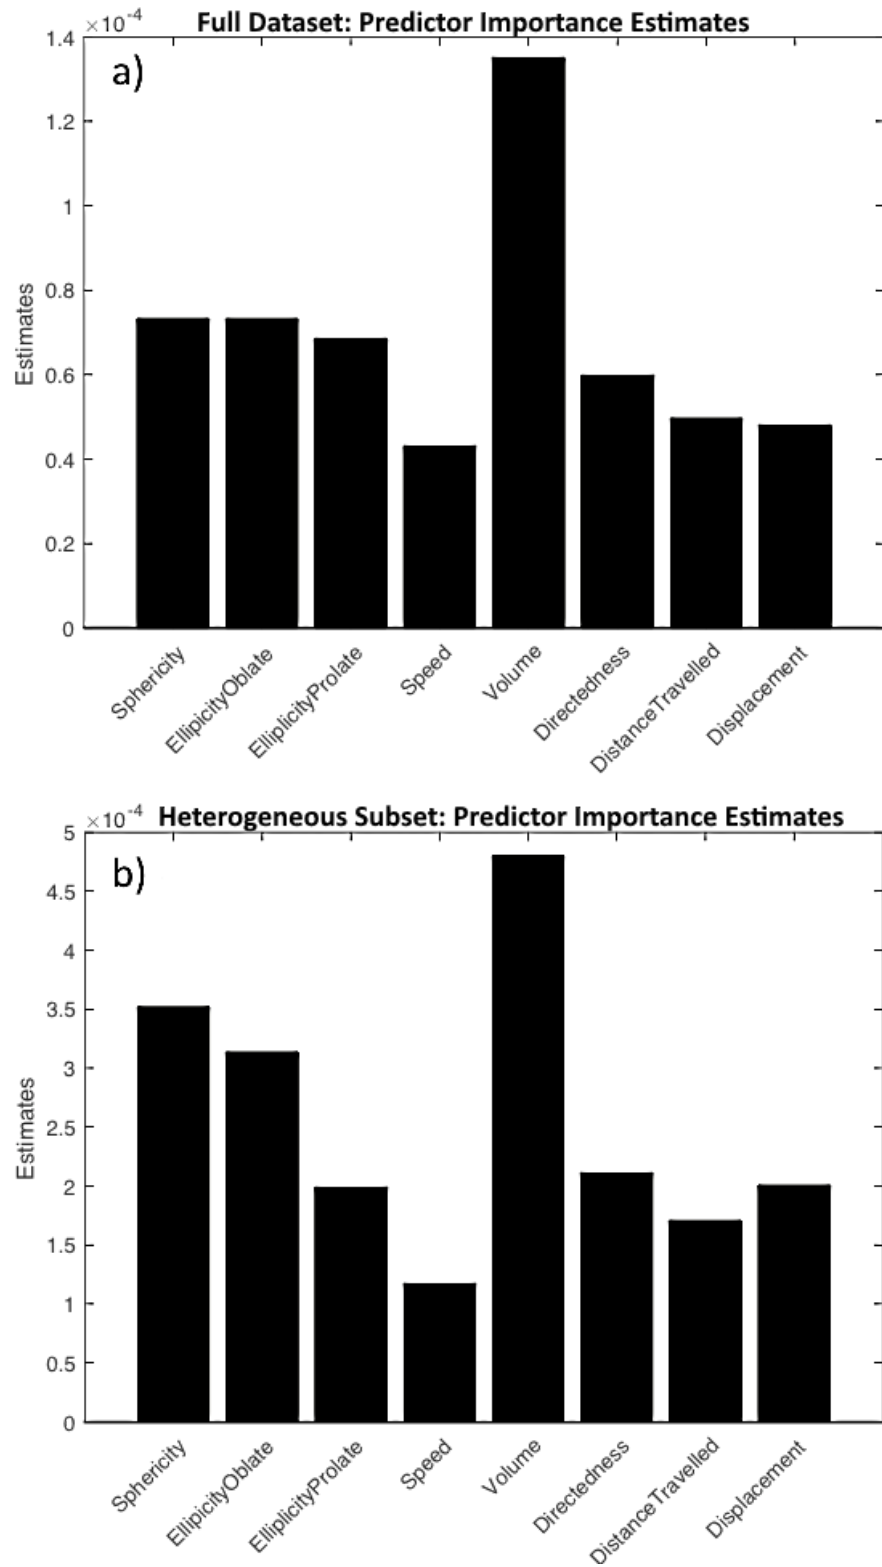 ×10-4
Full Dataset: Predictor Importance Estimates
a)
1.4
1.2
1
0.8
0.6
0.4
0.2
0
Estimates
Sphericity
EllipicityOblate
ElliplicityProlate
Speed
Volume
Directedness
DistanceTravelled
Displacement
×10-4
Heterogeneous Subset: Predictor Importance Estimates
b)
5
4.5
4
3.5
3
2.5
2
1.5
1
0.5
0
Estimates
Sphericity
EllipicityOblate
ElliplicityProlate
Speed
Volume
Directedness
DistanceTravelled
Displacement